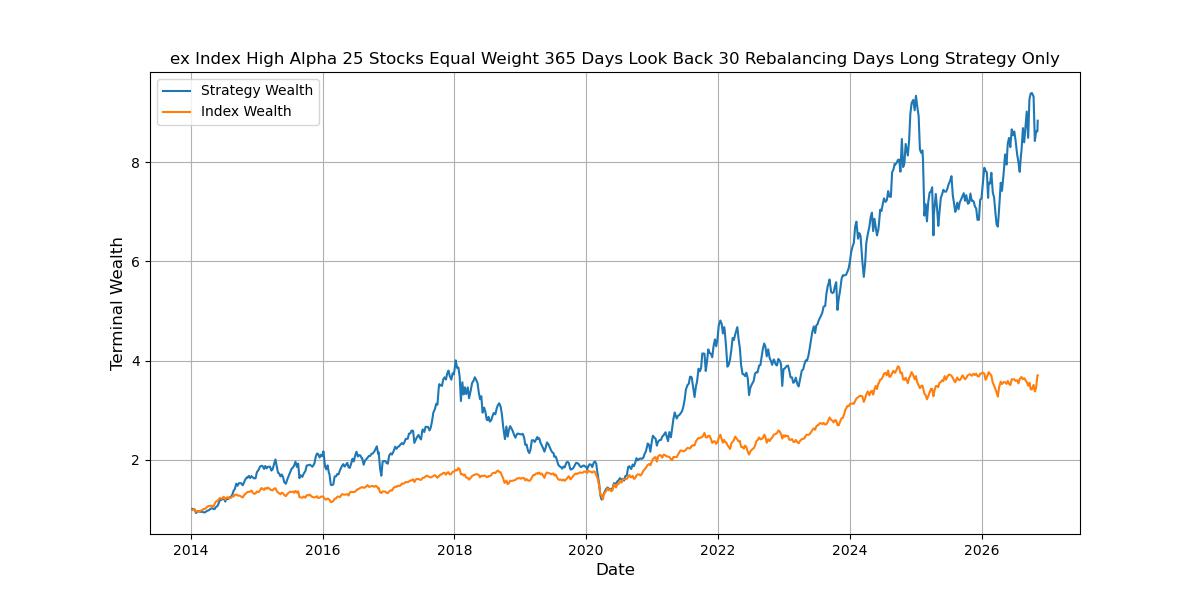 ex Index High Alpha 25 Stocks Equal Weight 365 Days Look Back 30 Rebalancing Days Long Strategy Only
Strategy Wealth
Index Wealth
Terminal Wealth
8
6
4
2
2014 2016 2018 2020 2022 2024 2026
Date